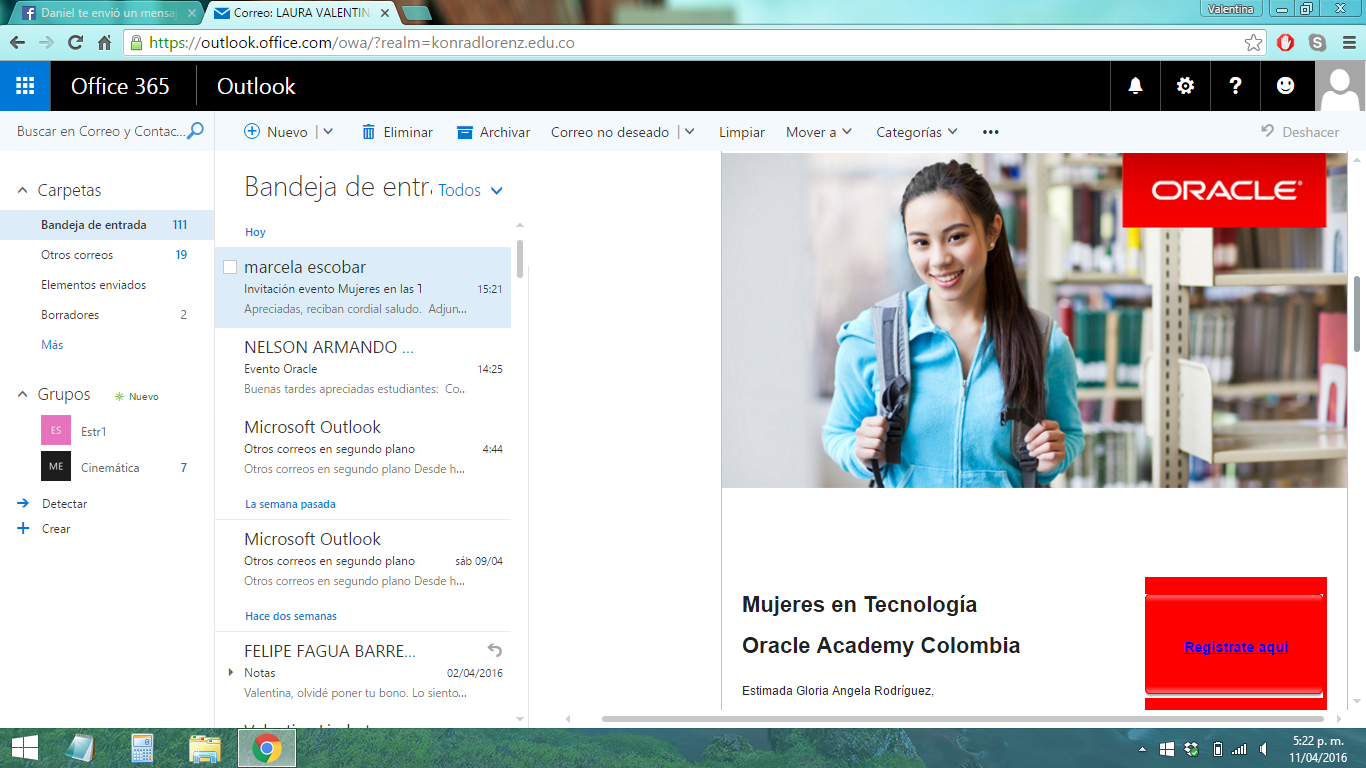 Daniel te envió un mensaj
Correo: LAURA VALENTIN
Valentina
https://outlook.office.com/owa/?realm=konradlorenz.edu.co
Office 365
Outlook
Buscar en Correo y Contac...
Nuevo
Eliminar
Archivar
Correo no deseado
Limpiar
Mover a
Categorías
Deshacer
Carpetas
Bandeja de entrada 111
Otros correos 19
Elementos enviados
Borradores 2
Más
Grupos
Nuevo
ES Estr1
ME Cinemática 7
Detectar
Crear
Bandeja de entr
Todos
Hoy
marcela escobar
Invitación evento Mujeres en las T 15:21
Apreciadas, reciban cordial saludo. Adjun...
NELSON ARMANDO ...
Evento Oracle 14:25
Buenas tardes apreciadas estudiantes: Co...
Microsoft Outlook
Otros correos en segundo plano 4:44
Otros correos en segundo plano Desde h...
La semana pasada
Microsoft Outlook
Otros correos en segundo plano sáb 09/04
Otros correos en segundo plano Desde h...
Hace dos semanas
FELIPE FAGUA BARRE...
Notas 02/04/2016
Valentina, olvidé poner tu bono. Lo siento...
ORACLE
Mujeres en Tecnología
Oracle Academy Colombia
Estimada Gloria Angela Rodríguez,
Registrate aquí
5:22 p. m.
11/04/2016